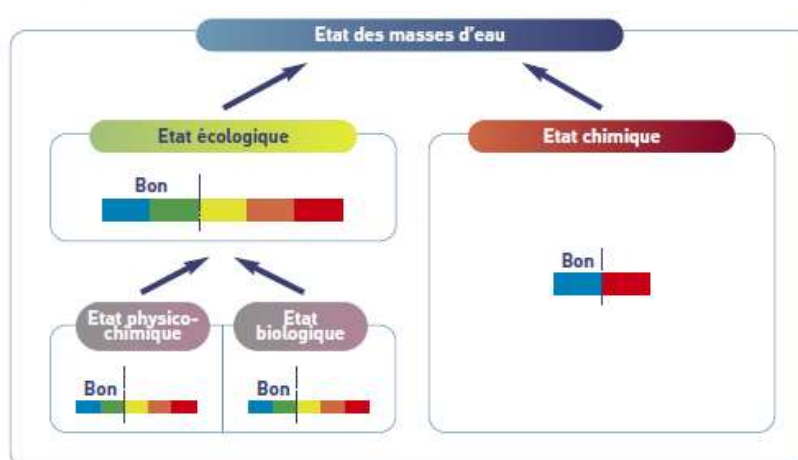 Etat des masses d'eau
Etat écologique
Etat chimique
Bon
Bon
Etat physico-
chimique
Etat
biologique
Bon
Bon